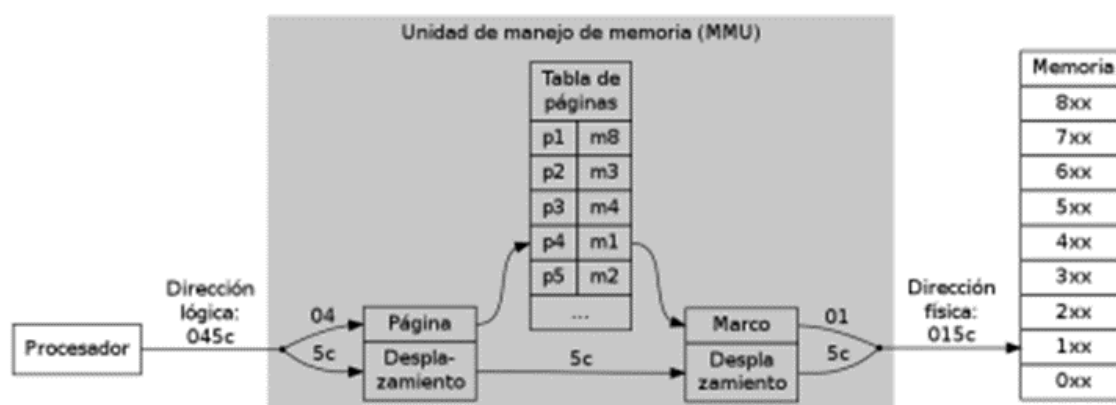 Unidad de manejo de memoria (MMU)
Tabla de
páginas
p1 m8
p2 m3
p3 m4
p4 m1
p5 m2
...
Procesador
Dirección
lógica:
045c
04
5c
Página
Despla-
zamiento
5c
Marco
Despla
zamiento
01
5c
Dirección
física:
015c
Memoria
8xx
7xx
6xx
5xx
4xx
3xx
2xx
1xx
0xx